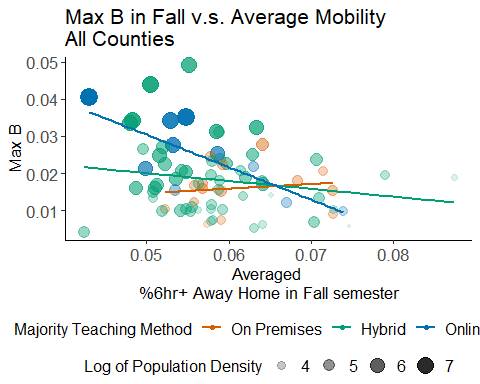 Max B in Fall v.s. Average Mobility
All Counties
Max B
0.05
0.04
0.03
0.02
0.01
0.05 0.06 0.07 0.08
Averaged
%6hr+ Away Home in Fall semester
Majority Teaching Method On Premises Hybrid Onlin
Log of Population Density 4 5 6 7